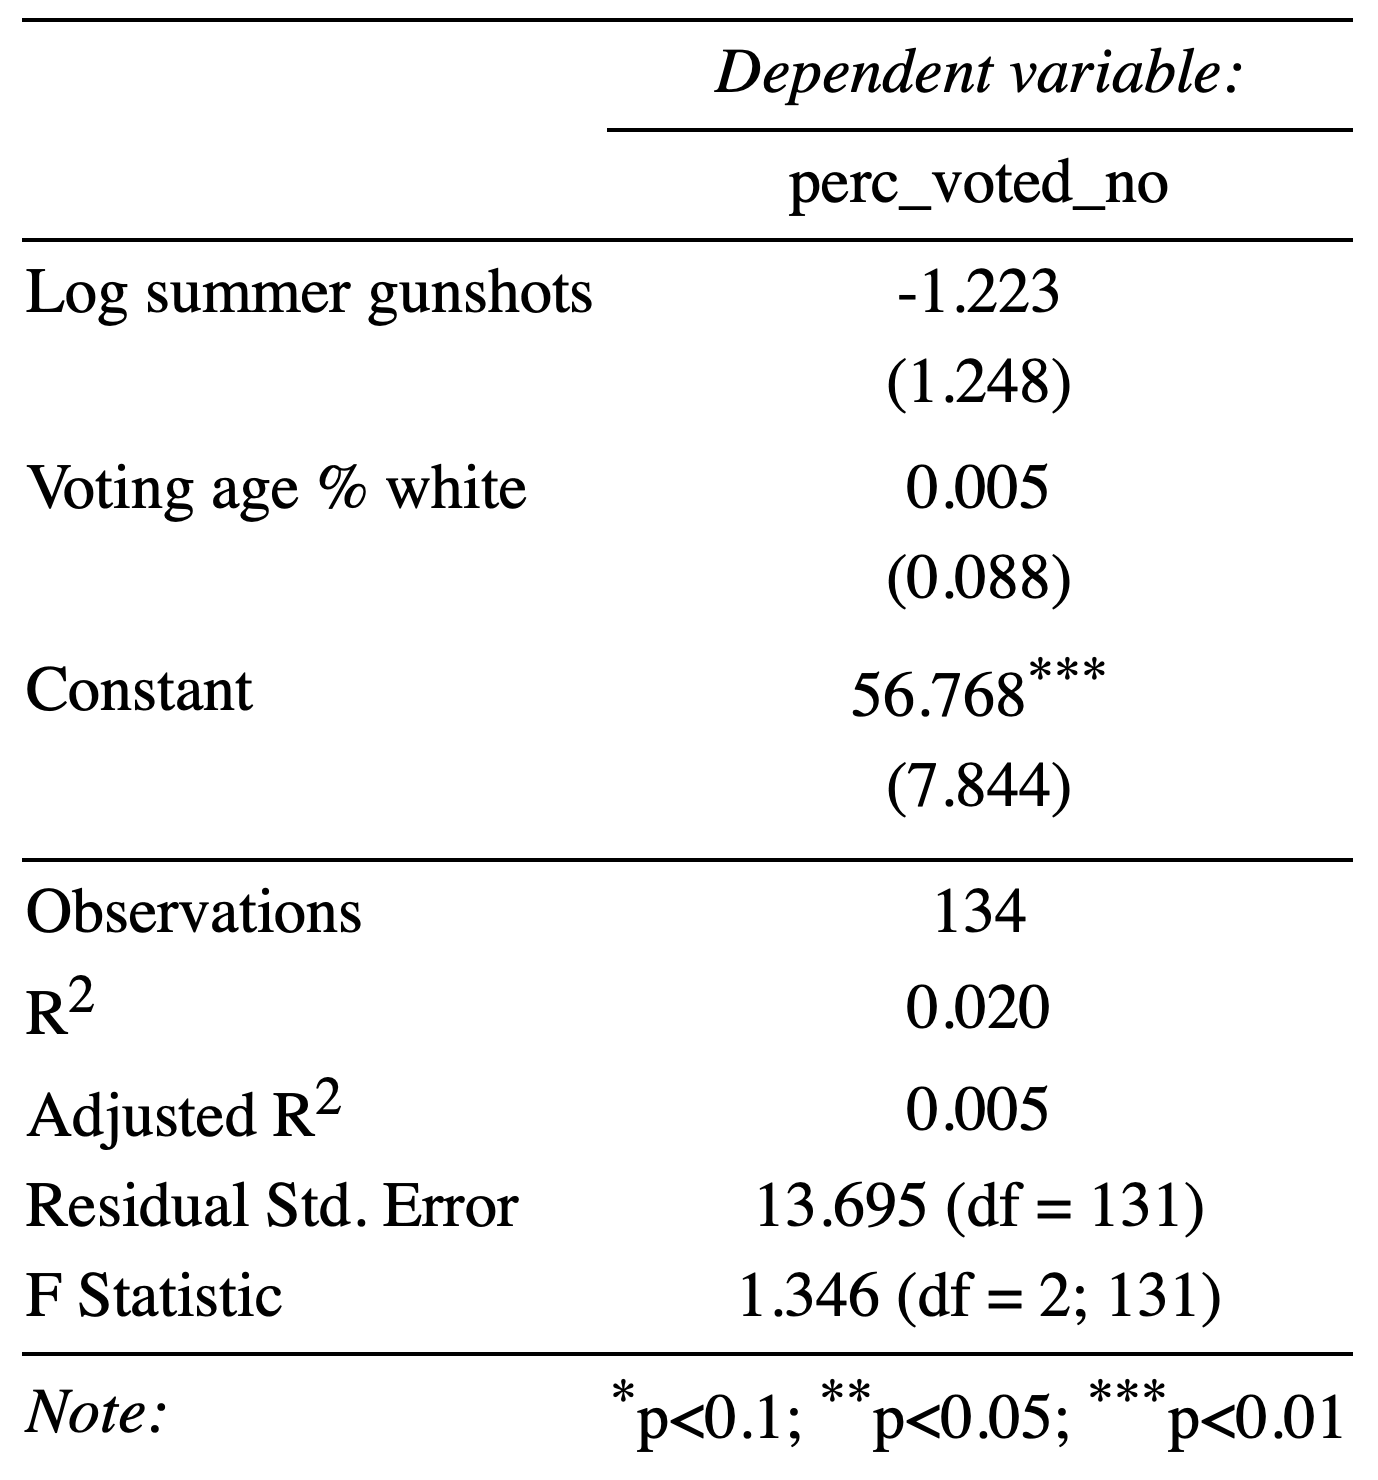 Dependent variable:
perc_voted_no
Log summer gunshots -1.223
(1.248)
Voting age % white 0.005
(0.088)
Constant 56.768***
(7.844)
Observations 134
R2 0.020
Adjusted R2 0.005
Residual Std. Error 13.695 (df = 131)
F Statistic 1.346 (df = 2; 131)
Note: *p<0.1; **p<0.05; ***p<0.01